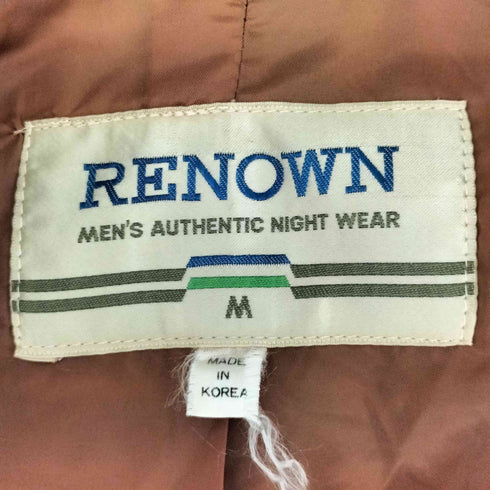 RENOWN
MEN'S AUTHENTIC NIGHT WEAR
M
MADE
IN
KOREA